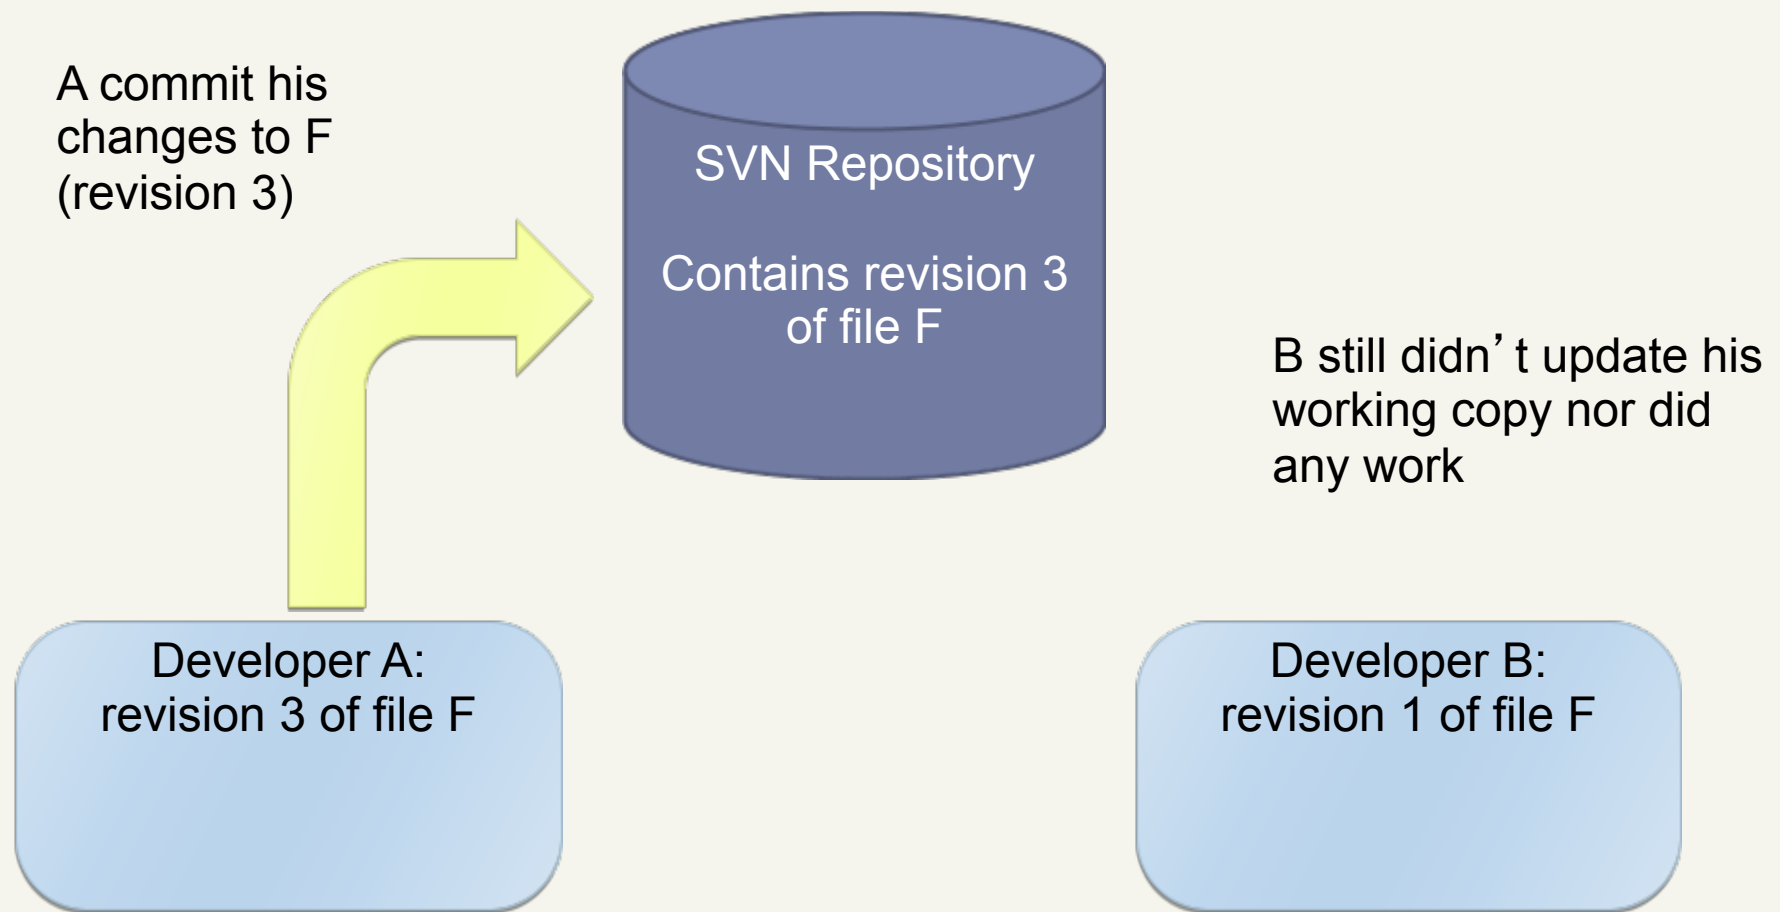 A commit his
changes to F
(revision 3)
SVN Repository
Contains revision 3
of file F
B still didn’t update his
working copy nor did
any work
Developer A:
revision 3 of file F
Developer B:
revision 1 of file F